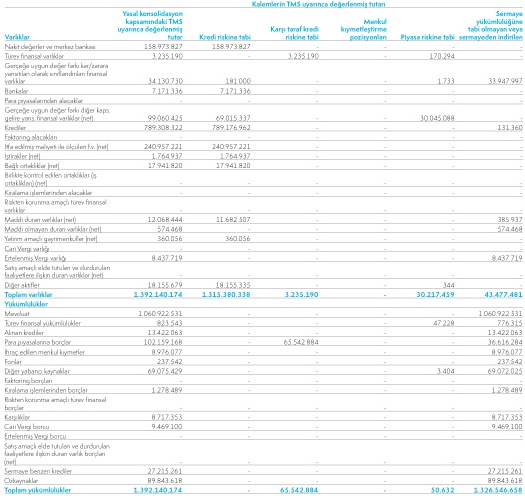 Kalemlerin TMS uyarınca değerlenmiş tutarı
Varlıklar
Yasal konsolidasyon kapsamındaki TMS uyarınca değerlenmiş tutar
Kredi riskine tabi
Karşı taraf kredi riskine tabi
Menkul kıymetleştirme pozisyonları
Piyasa riskine tabi
Sermaye yükümlülüğüne tabi olmayan veya sermayeden indirilen
Nakit değerler ve merkez bankası 158.973.827 158.973.827 - - - -
Türev finansal varlıklar 3.235.190 - 3.235.190 - 170.294 -
Gerçeğe uygun değer farkı kar/zarara
yansıtılan olarak sınıflandırılan finansal
varlıklar 34.130.730 181.000 - - 1.733 33.947.997
Bankalar 7.171.336 7.171.336 - - - -
Para piyasalarından alacaklar - - - - - -
Gerçeğe uygun değer farkı diğer kaps.
gelire yans. finansal varlıklar (net) 99.060.425 69.015.337 - - 30.045.088 -
Krediler 789.308.322 789.176.962 - - - 131.360
Faktoring alacakları - - - - - -
İtfa edilmiş maliyeti ile ölçülen f.v. (net) 240.957.221 240.957.221 - - - -
İştirakler (net) 1.764.937 1.764.937 - - - -
Bağlı ortaklıklar (net) 17.941.820 17.941.820 - - - -
Birlikte kontrol edilen ortaklıklar (iş
ortaklıkları) (net) - - - - - -
Kiralama işlemlerinden alacaklar - - - - - -
Riskten korunma amaçlı türev finansal
varlıklar - - - - - -
Maddi duran varlıklar (net) 12.068.444 11.682.507 - - - 385.937
Maddi olmayan duran varlıklar (net) 574.468 - - - - 574.468
Yatırım amaçlı gayrimenkuller (net) 360.056 360.056 - - - -
Cari Vergi varlığı - - - - - -
Ertelenmiş Vergi varlığı 8.437.719 - - - - 8.437.719
Satış amaçlı elde tutulan ve durdurulan
faaliyetlere ilişkin duran varlıklar (net) - - - - - -
Diğer aktifler 18.155.679 18.155.335 - - 344 -
Toplam varlıklar 1.392.140.174 1.315.380.338 3.235.190 - 30.217.459 43.477.481
Yükümlülükler
Mevduat 1.060.922.531 - - - - 1.060.922.531
Türev finansal yükümlülükler 823.543 - - - 47.228 776.315
Alınan krediler 13.422.063 - - - - 13.422.063
Para piyasalarına borçlar 102.159.168 - 65.542.884 - - 36.616.284
İhraç edilen menkul kıymetler 8.976.077 - - - - 8.976.077
Fonlar 237.542 - - - - 237.542
Diğer yabancı kaynaklar 69.075.429 - - - 3.404 69.072.025
Faktoring borçları - - - - - -
Kiralama işlemlerinden borçlar 1.278.489 - - - - 1.278.489
Riskten korunma amaçlı türev finansal
borçlar - - - - - -
Karşılıklar 8.717.353 - - - - 8.717.353
Cari Vergi borcu 9.469.100 - - - - 9.469.100
Ertelenmiş Vergi borcu - - - - - -
Satış amaçlı elde tutulan ve durdurulan
faaliyetlere ilişkin duran varlık borçları
(net) - - - - - -
Sermaye benzeri krediler 27.215.261 - - - - 27.215.261
Özkaynaklar 89.843.618 - - - - 89.843.618
Toplam yükümlülükler 1.392.140.174 - 65.542.884 - 50.632 1.326.546.658